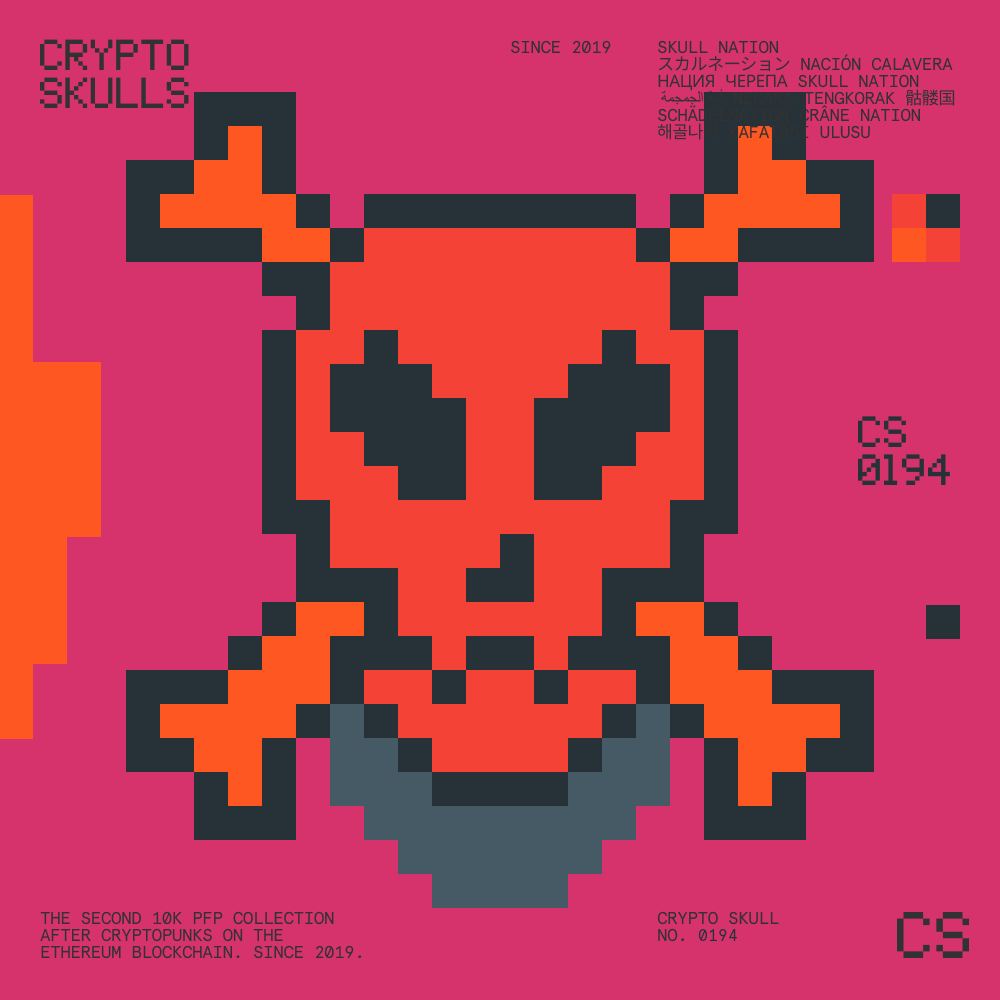 CRYPTO
SKULLS
SINCE 2019
SKULL NATION
スカルネーション NACIÓN CALAVERA
НАЦИЯ ЧЕРЕПА SKULL NATION
TENGKORAK 骷髅国
CRÂNE NATION
ULUSU
CS
0194
THE SECOND 10K PFP COLLECTION
AFTER CRYPTOPUNKS ON THE
ETHEREUM BLOCKCHAIN. SINCE 2019.
CRYPTO SKULL
NO. 0194
CS